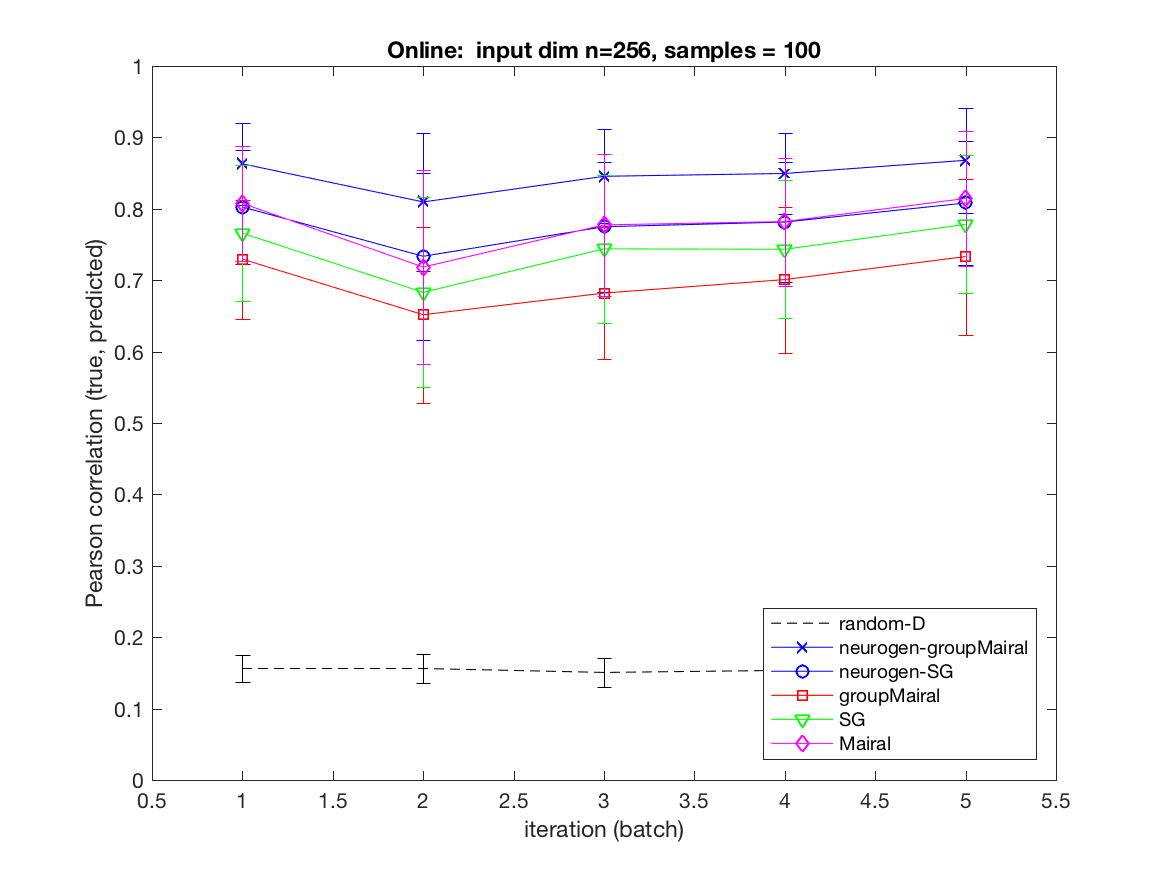 Online: input dim n=256, samples = 100
Pearson correlation (true, predicted)
1
0.9
0.8
0.7
0.6
0.5
0.4
0.3
0.2
0.1
0
random-D
neurogen-groupMairal
neurogen-SG
groupMairal
SG
Mairal
0.5 1 1.5 2 2.5 3 3.5 4 4.5 5 5.5
iteration (batch)